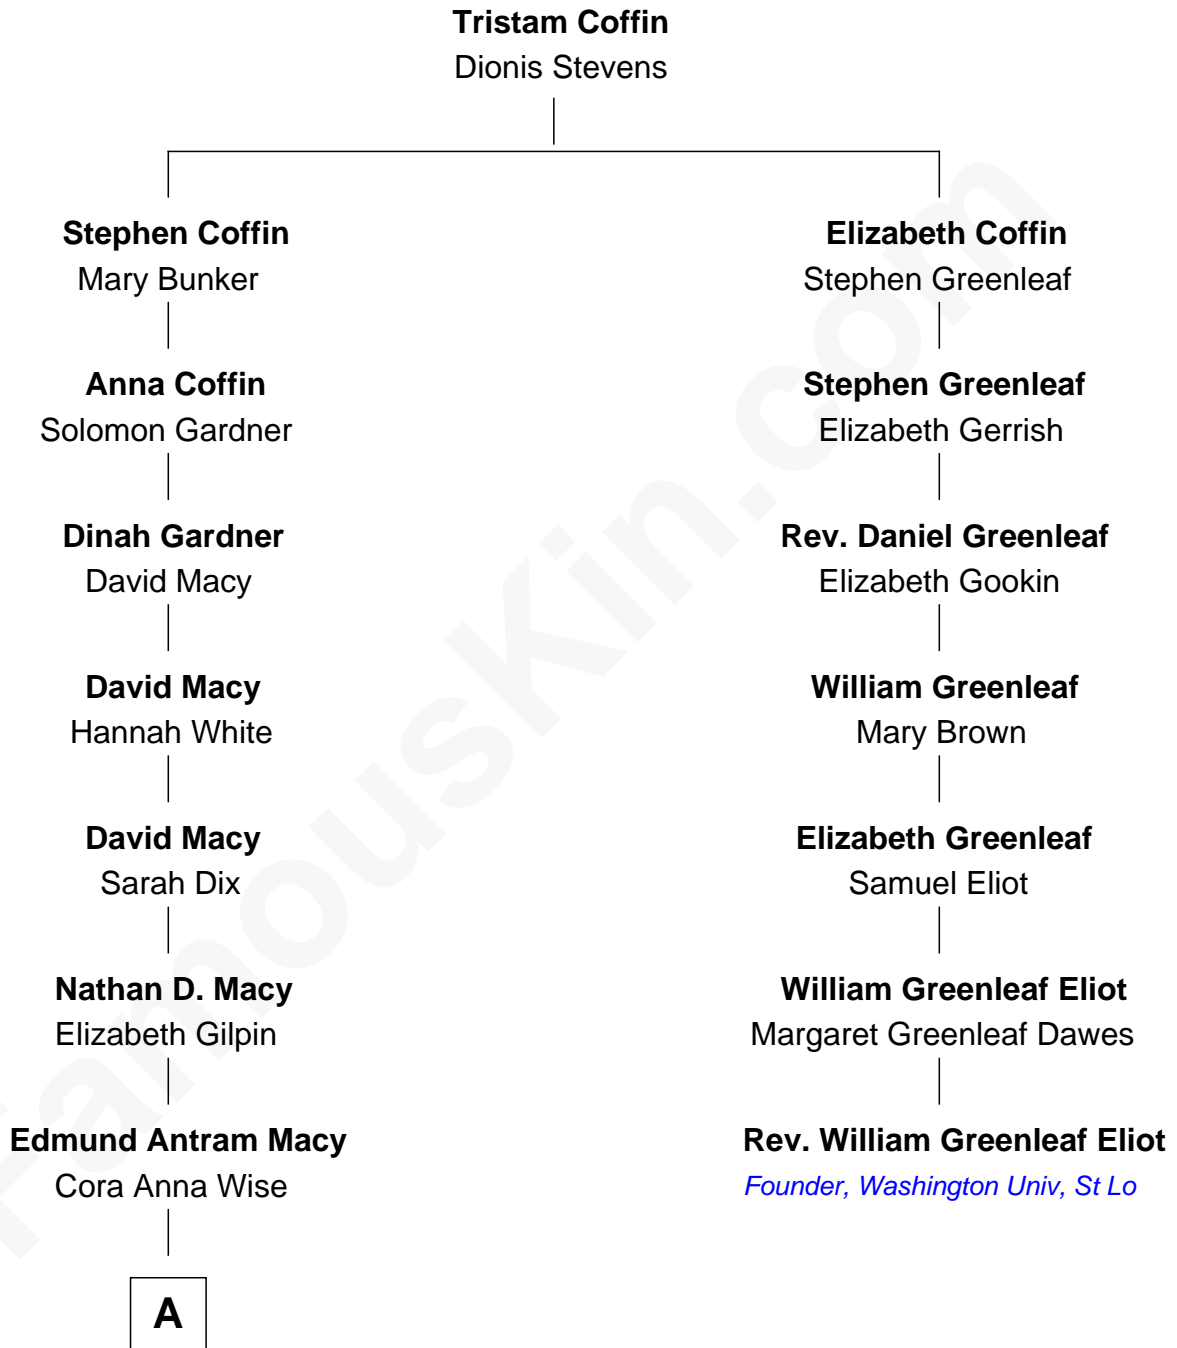 Tristam Coffin
Dionis Stevens
Stephen Coffin
Mary Bunker
Anna Coffin
Solomon Gardner
Dinah Gardner
David Macy
David Macy
Hannah White
David Macy
Sarah Dix
Nathan D. Macy
Elizabeth Gilpin
Edmund Antram Macy
Cora Anna Wise
A
Elizabeth Coffin
Stephen Greenleaf
Stephen Greenleaf
Elizabeth Gerrish
Rev. Daniel Greenleaf
Elizabeth Gookin
William Greenleaf
Mary Brown
Elizabeth Greenleaf
Samuel Eliot
William Greenleaf Eliot
Margaret Greenleaf Dawes
Rev. William Greenleaf Eliot
Founder, Washington Univ, St Lo
FamousKin.com